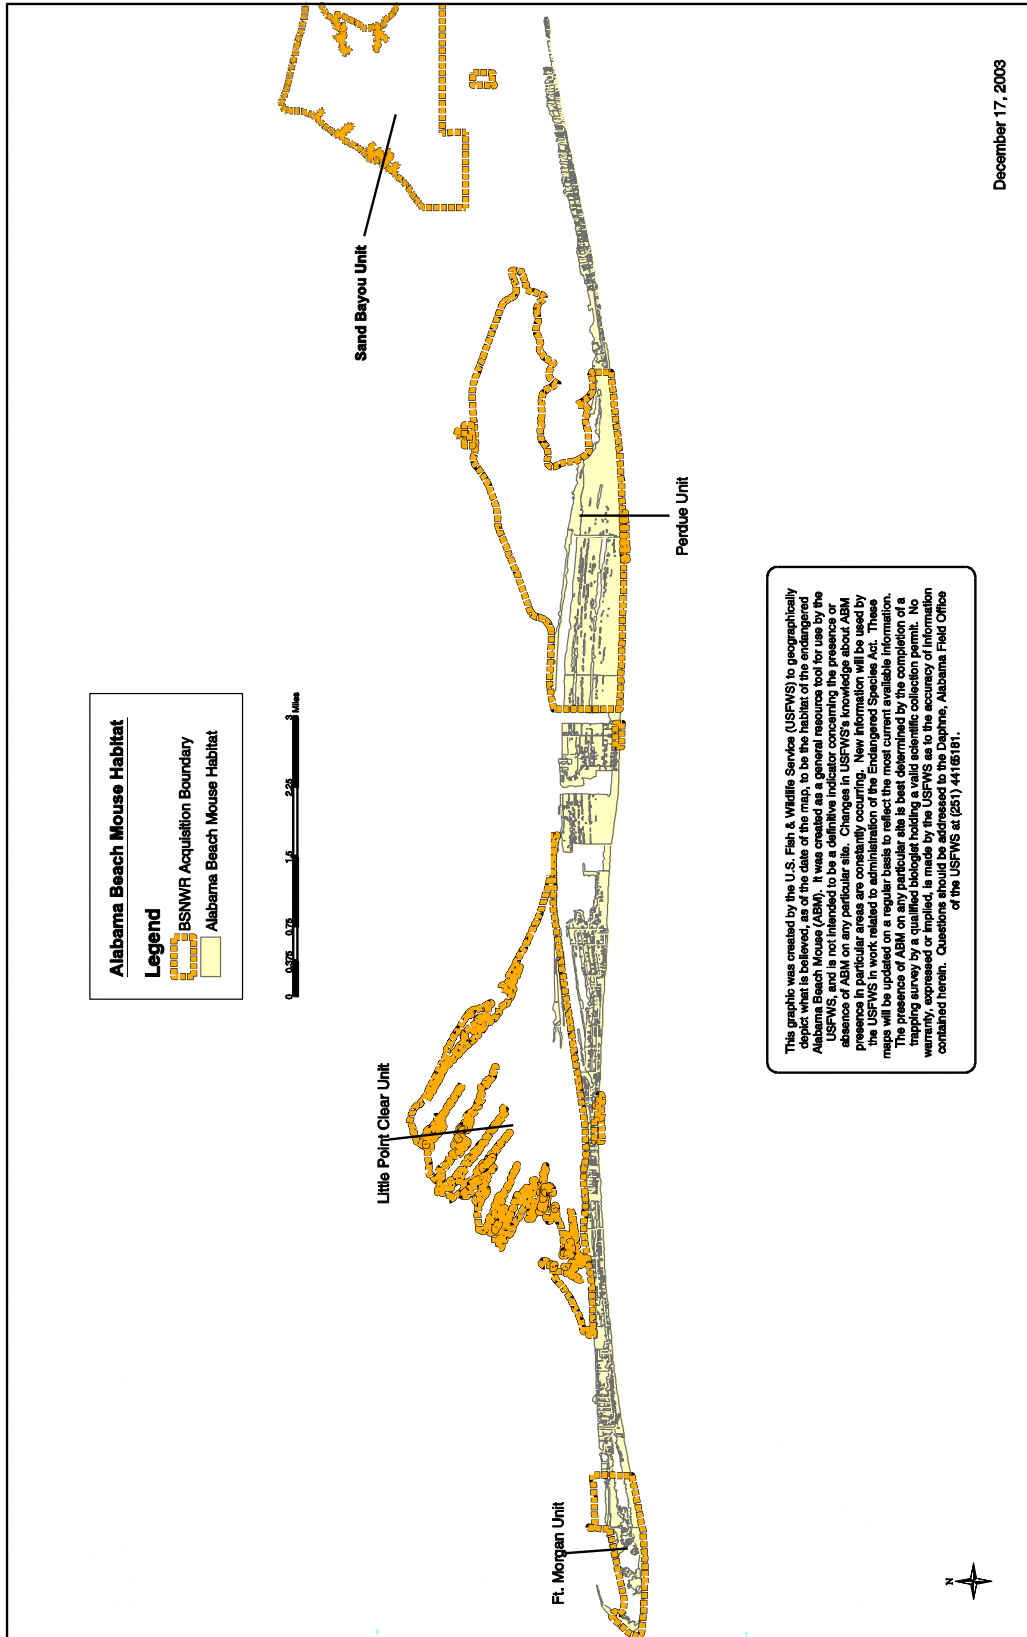 Alabama Beach Mouse Habitat
Legend
BSNWR Acquisition Boundary
Alabama Beach Mouse Habitat
0 0.375 0.75 1.5 2.25 3
Miles
Sand Bayou Unit
Little Point Clear Unit
Perdue Unit
Ft. Morgan Unit
This graphic was created by the U.S. Fish & Wildlife Service (USFWS) to geographically
depict what is believed, as of the date of the map, to be the habitat of the endangered
Alabama Beach Mouse (ABM). It was created as a general resource tool for use by the
USFWS, and is not intended to be a definitive indicator concerning the presence or
absence of ABM on any particular site. Changes in USFWS's knowledge about ABM
presence in particular areas are constantly occurring. New information will be used by
the USFWS in work related to administration of the Endangered Species Act. These
maps will be updated on a regular basis to reflect the most current available information.
The presence of ABM on any particular site is best determined by the completion of a
trapping survey by a qualified biologist holding a valid scientific collection permit. No
warranty, expressed or implied, is made by the USFWS as to the accuracy of information
contained herein. Questions should be addressed to the Daphne, Alabama Field Office
of the USFWS at (251) 44165181.
N
December 17, 2003